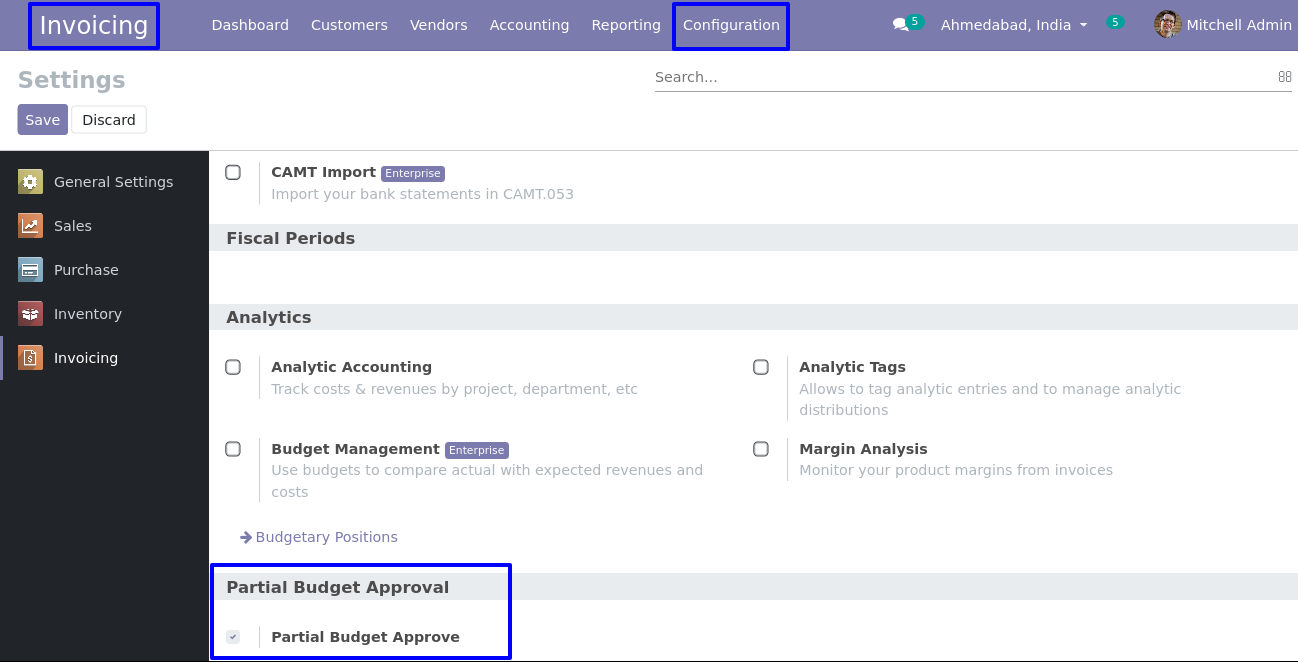 Invoicing Dashboard Customers Vendors Accounting Reporting Configuration 5 Ahmedabad, India 5 Mitchell Admin
Settings
Search...
Save Discard
General Settings
Sales
Purchase
Inventory
Invoicing
CAMT Import Enterprise
Import your bank statements in CAMT.053
Fiscal Periods
Analytics
Analytic Accounting
Track costs & revenues by project, department, etc
Analytic Tags
Allows to tag analytic entries and to manage analytic
distributions
Budget Management Enterprise
Use budgets to compare actual with expected revenues and
costs
Margin Analysis
Monitor your product margins from invoices
Budgetary Positions
Partial Budget Approval
Partial Budget Approve